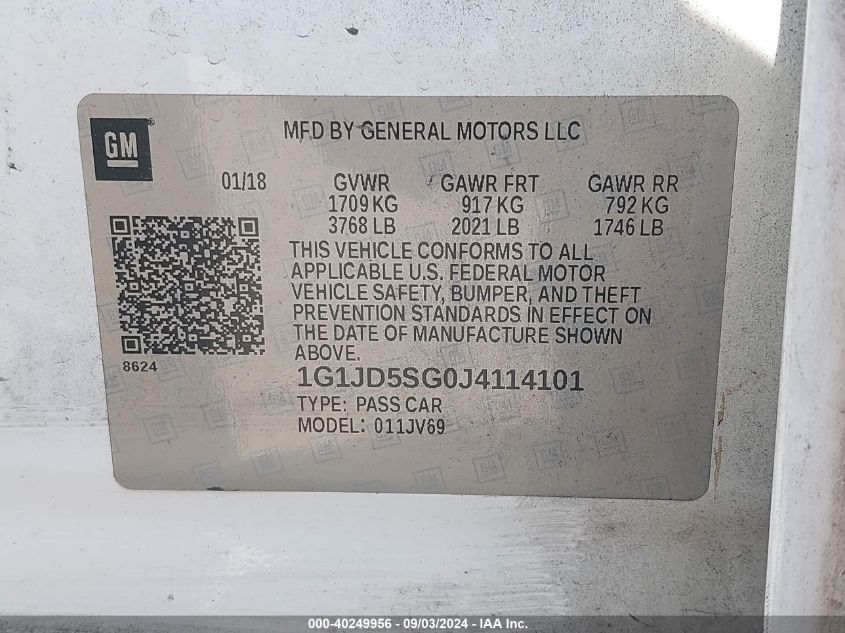 GM
MFD BY GENERAL MOTORS LLC
01/18 GVWR GAWR FRT GAWR RR
1709 KG 917 KG 792 KG
3768 LB 2021 LB 1746 LB
THIS VEHICLE CONFORMS TO ALL
APPLICABLE U.S. FEDERAL MOTOR
VEHICLE SAFETY, BUMPER, AND THEFT
PREVENTION STANDARDS IN EFFECT ON
THE DATE OF MANUFACTURE SHOWN
ABOVE.
8624
1G1JD5SG0J4114101
TYPE: PASS CAR
MODEL: 011JV69
000-40249956 - 09/03/2024 - IAA Inc.